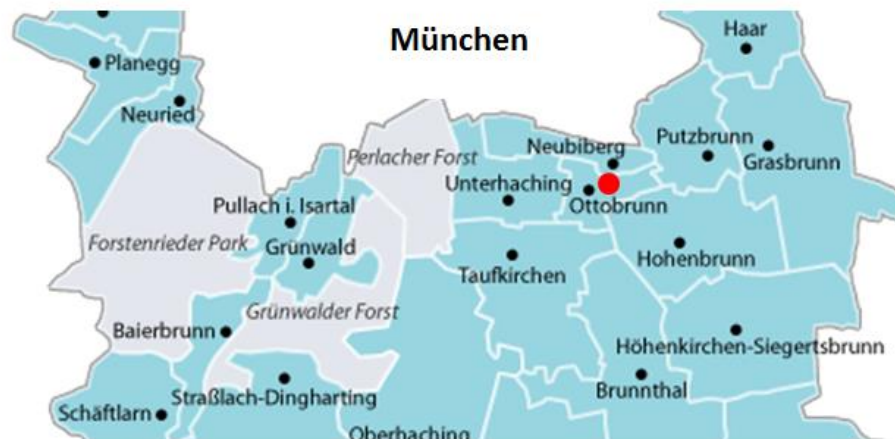 München
Haar
Planegg
Neuried
Perlacher Forst
Neubiberg
Putzbrunn
Grasbrunn
Unterhaching
Ottobrunn
Pullach i. Isartal
Forstenrieder Park
Grünwald
Taufkirchen
Hohenbrunn
Grünwalder Forst
Baierbrunn
Höhenkirchen-Siegertsbrunn
Straßlach-Dingharting
Brunnthal
Schäftlarn
Oberhaching